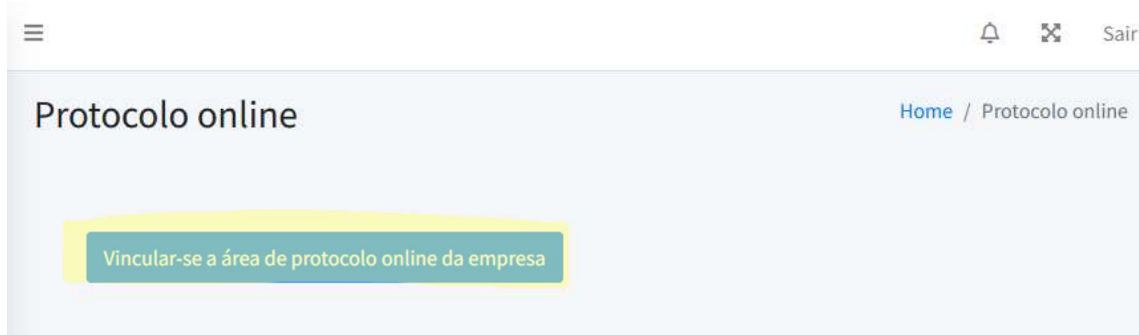 Sair
Protocolo online
Home / Protocolo online
Vincular-se a área de protocolo online da empresa